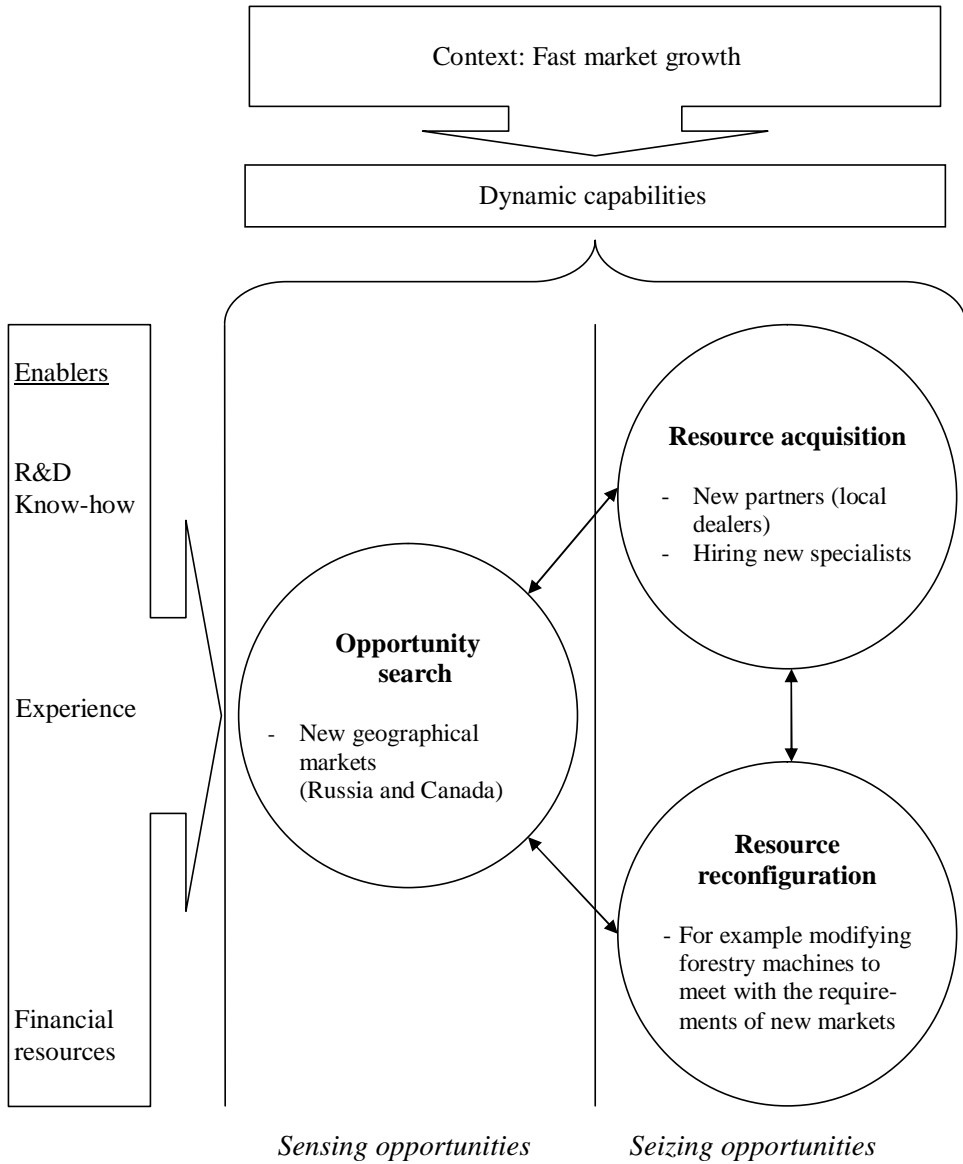 Context: Fast market growth
Dynamic capabilities
Enablers
R&D
Know-how
Experience
Financial
resources
Opportunity
search
- New geographical
markets
(Russia and Canada)
Resource acquisition
- New partners (local
dealers)
- Hiring new specialists
Resource
reconfiguration
- For example modifying
forestry machines to
meet with the require-
ments of new markets
Sensing opportunities
Seizing opportunities